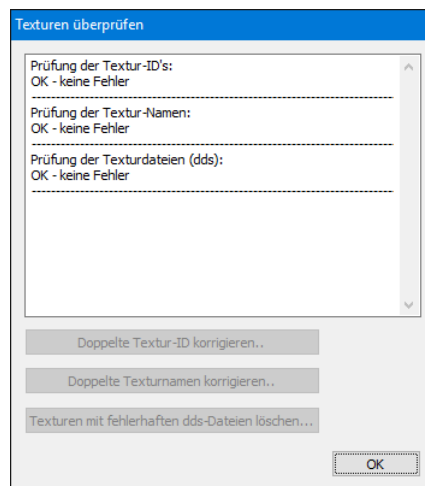 Texturen überprüfen
Prüfung der Textur-ID's:
OK - keine Fehler
Prüfung der Textur-Namen:
OK - keine Fehler
Prüfung der Texturdateien (dds):
OK - keine Fehler
Doppelte Textur-ID korrigieren..
Doppelte Texturnamen korrigieren..
Texturen mit fehlerhaften dds-Dateien löschen...
OK